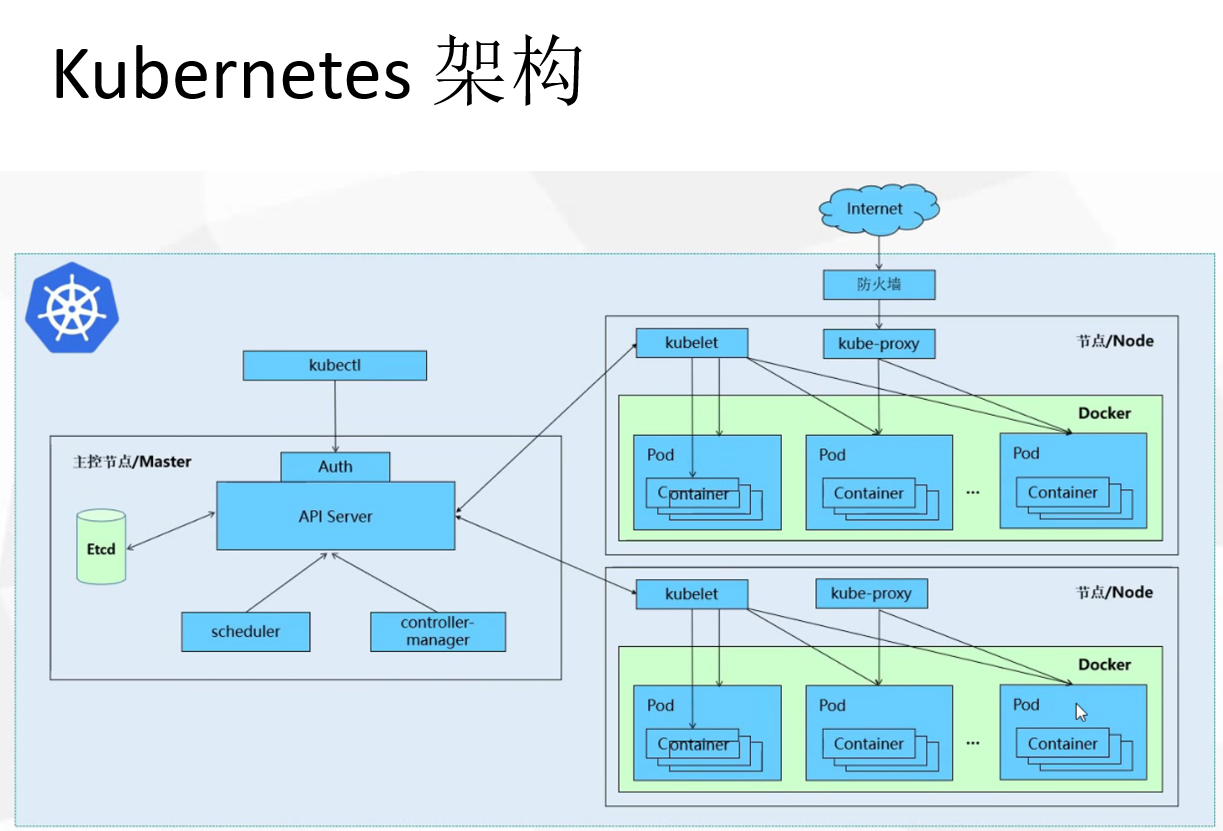 Kubernetes 架构
Internet
防火墙
kubectl
主控节点/Master
Auth
API Server
Etcd
scheduler
controller-
manager
kubelet
kube-proxy
节点/Node
Docker
Pod
Container
Pod
Container
...
Pod
Container
kubelet
kube-proxy
节点/Node
Docker
Pod
Container
Pod
Container
...
Pod
Container